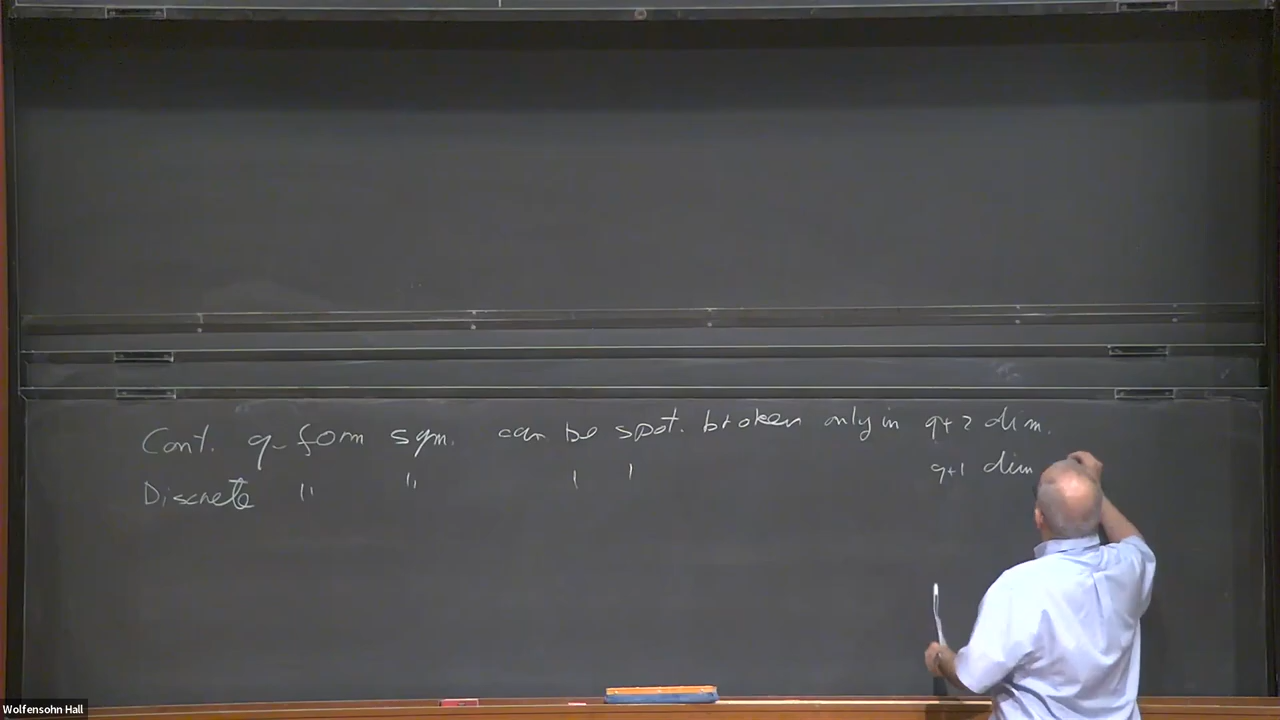 Cont. q-form sym. can be spot. broken only in q+2 dim.
Discrete " " " " q+1 dim
Wolfensohn Hall